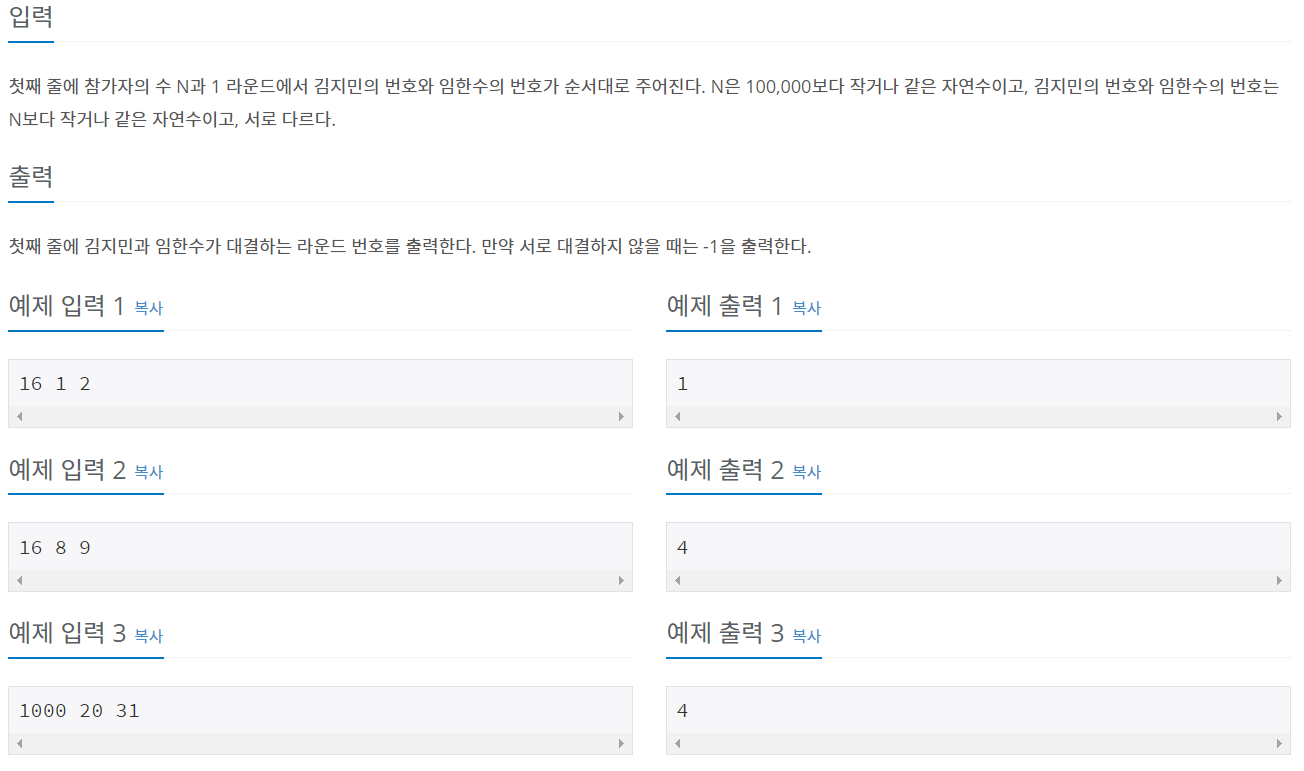 입력
첫째 줄에 참가자의 수 N과 1 라운드에서 김지민의 번호와 임한수의 번호가 순서대로 주어진다. N은 100,000보다 작거나 같은 자연수이고, 김지민의 번호와 임한수의 번호는
N보다 작거나 같은 자연수이고, 서로 다르다.
출력
첫째 줄에 김지민과 임한수가 대결하는 라운드 번호를 출력한다. 만약 서로 대결하지 않을 때는 -1을 출력한다.
예제 입력 1 복사
예제 출력 1 복사
16 1 2
1
예제 입력 2 복사
예제 출력 2 복사
16 8 9
4
예제 입력 3 복사
예제 출력 3 복사
1000 20 31
4